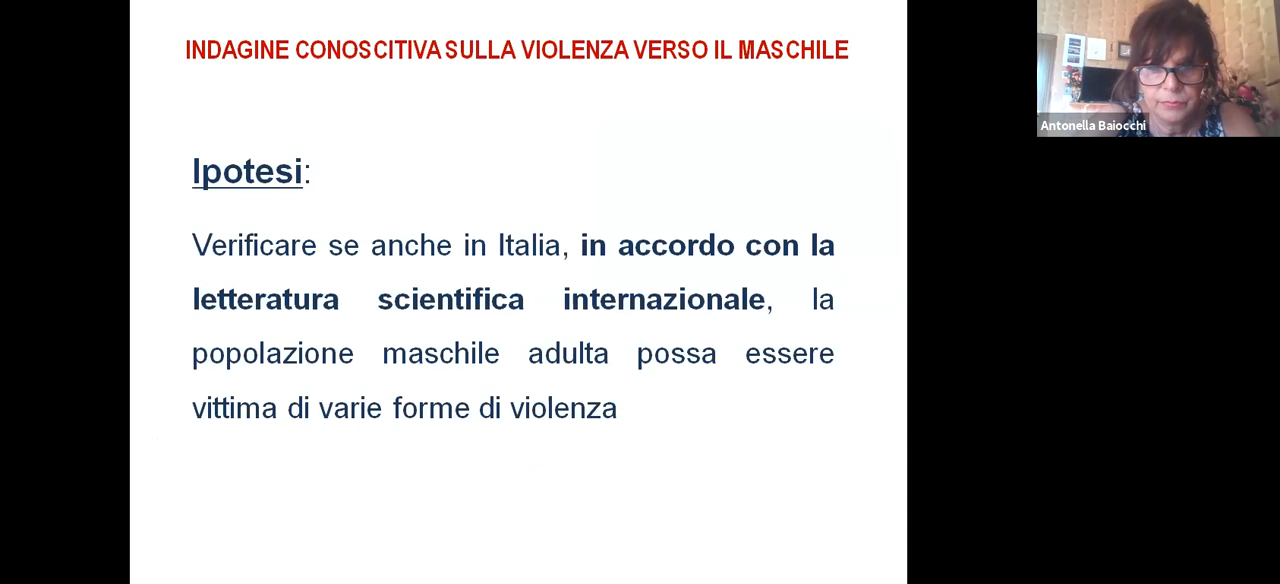 INDAGINE CONOSCITIVA SULLA VIOLENZA VERSO IL MASCHILE
Ipotesi:
Verificare se anche in Italia, in accordo con la
letteratura scientifica internazionale, la
popolazione maschile adulta possa essere
vittima di varie forme di violenza
Antonella Baiocchi